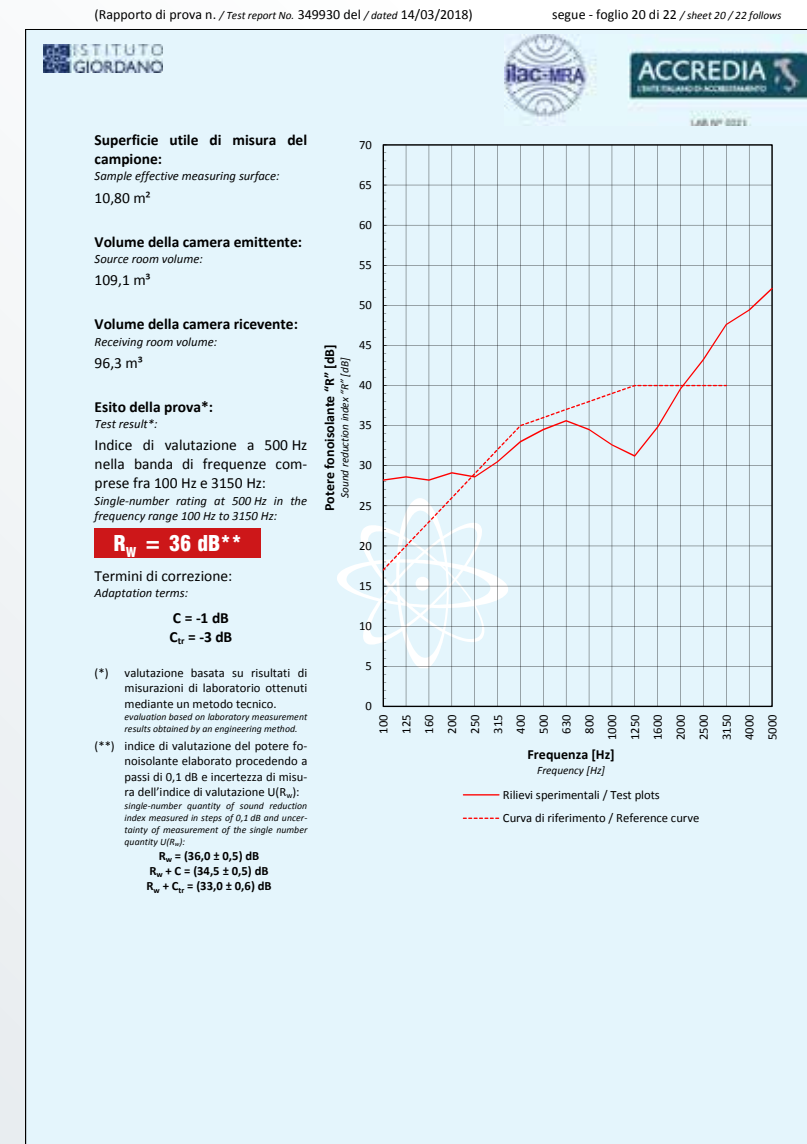 (Rapporto di prova n. / Test report No. 349930 del / dated 14/03/2018) segue - foglio 20 di 22 / sheet 20 / 22 follows
ISTITUTO
GIORDANO
ilac-MRA
ACCREDIA
L'ENTE ITALIANO DI ACCREDITAMENTO
LAB N° 0021
Superficie utile di misura del
campione:
Sample effective measuring surface:
10,80 m²
Volume della camera emittente:
Source room volume:
109,1 m³
Volume della camera ricevente:
Receiving room volume:
96,3 m³
Esito della prova*:
Test result*:
Indice di valutazione a 500 Hz
nella banda di frequenze com-
prese fra 100 Hz e 3150 Hz:
Single-number rating at 500 Hz in the
frequency range 100 Hz to 3150 Hz:
Rw = 36 dB**
Termini di correzione:
Adaptation terms:
C = -1 dB
Ctr = -3 dB
(*) valutazione basata su risultati di
misurazioni di laboratorio ottenuti
mediante un metodo tecnico.
evaluation based on laboratory measurement
results obtained by an engineering method.
(**) indice di valutazione del potere fo-
noisolante elaborato procedendo a
passi di 0,1 dB e incertezza di misu-
ra dell'indice di valutazione U(Rw):
single-number quantity of sound reduction
index measured in steps of 0,1 dB and uncer-
tainty of measurement of the single number
quantity U(Rw):
Rw = (36,0 ± 0,5) dB
Rw + C = (34,5 ± 0,5) dB
Rw + Ctr = (33,0 ± 0,6) dB
Potere fonoisolante "R" [dB]
Sound reduction index "R" [dB]
70
65
60
55
50
45
40
35
30
25
20
15
10
5
0
100 125 160 200 250 315 400 500 630 800 1000 1250 1600 2000 2500 3150 4000 5000
Frequenza [Hz]
Frequency [Hz]
Rilievi sperimentali / Test plots
Curva di riferimento / Reference curve